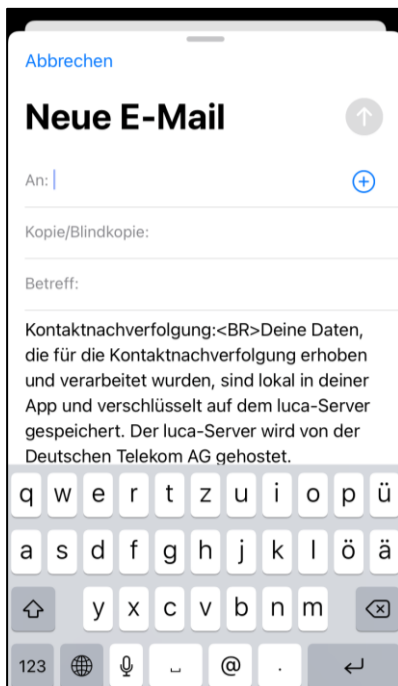 Abbrechen
Neue E-Mail
An:
Kopie/Blindkopie:
Betreff:
Kontaktnachverfolgung:<BR>Deine Daten,
die für die Kontaktnachverfolgung erhoben
und verarbeitet wurden, sind lokal in deiner
App und verschlüsselt auf dem luca-Server
gespeichert. Der luca-Server wird von der
Deutschen Telekom AG gehostet.
q w e r t z u i o p ü
a s d f g h j k l ö ä
y x c v b n m
123 @ .